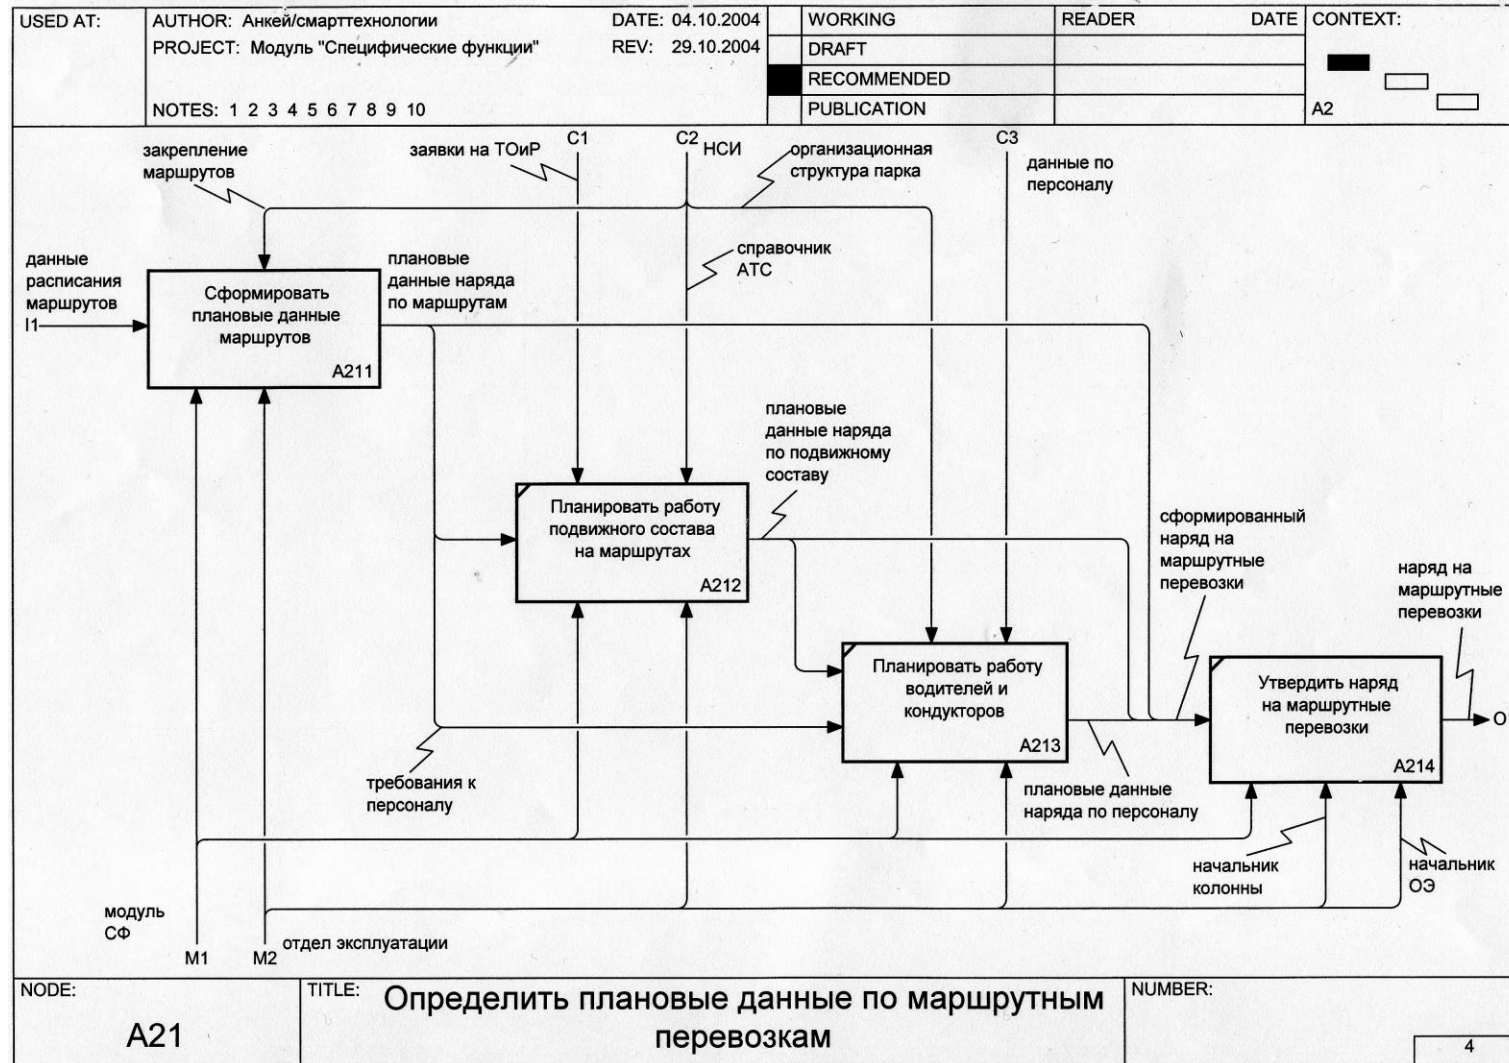 USED AT:
AUTHOR: Анкей/смарттехнологии
DATE: 04.10.2004
PROJECT: Модуль "Специфические функции"
REV: 29.10.2004
NOTES: 1 2 3 4 5 6 7 8 9 10
WORKING
DRAFT
RECOMMENDED
PUBLICATION
READER
DATE
CONTEXT:
A2
закрепление
маршрутов
заявки на ТОиР
C1
C2
НСИ
организационная
структура парка
C3
данные по
персоналу
данные
расписания
маршрутов
I1
Сформировать
плановые данные
маршрутов
A211
плановые
данные наряда
по маршрутам
справочник
АТС
плановые
данные наряда
по подвижному
составу
Планировать работу
подвижного состава
на маршрутах
A212
сформированный
наряд на
маршрутные
перевозки
наряд на
маршрутные
перевозки
Планировать работу
водителей и
кондукторов
A213
Утвердить наряд
на маршрутные
перевозки
A214
O
требования к
персоналу
плановые данные
наряда по персоналу
начальник
колонны
начальник
ОЭ
модуль
СФ
M1
M2
отдел эксплуатации
NODE:
A21
TITLE:
Определить плановые данные по маршрутным
перевозкам
NUMBER:
4